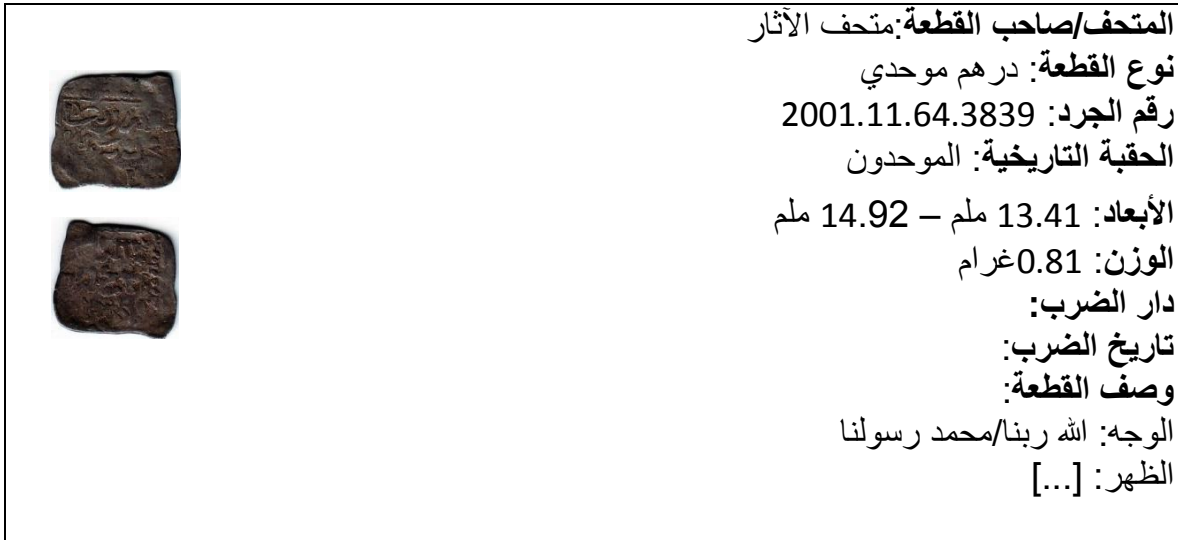 المتحف/صاحب القطعة:متحف الآثار
نوع القطعة: درهم موحدي
رقم الجرد: 2001.11.64.3839
الحقبة التاريخية: الموحدون
الأبعاد: 13.41 ملم – 14.92 ملم
الوزن: 0.81غرام
دار الضرب:
تاريخ الضرب:
وصف القطعة:
الوجه: الله ربنا/محمد رسولنا
الظهر: [...]